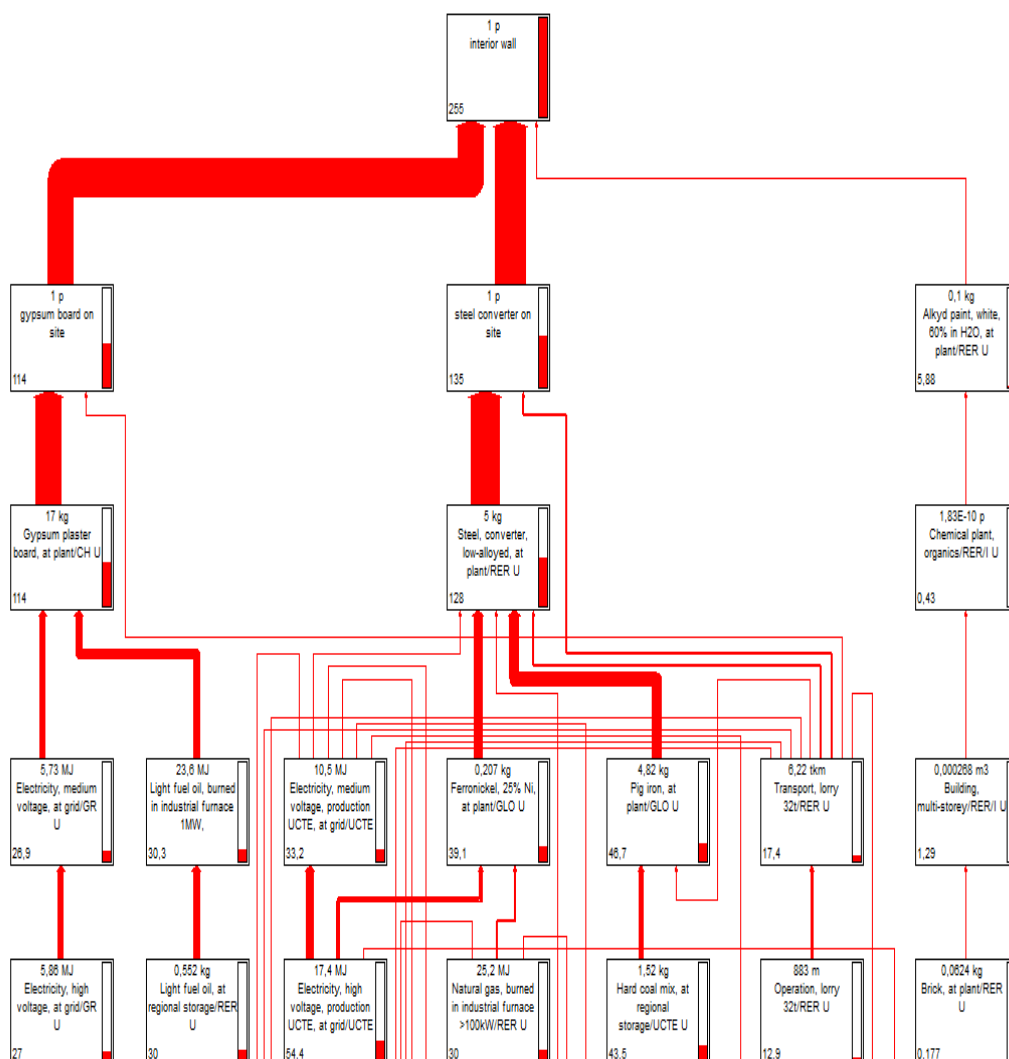 1 p
interior wall
255
1 p
gypsum board on
site
114
1 p
steel converter on
site
135
0,1 kg
Alkyd paint, white,
60% in H2O, at
plant/RER U
5,88
17 kg
Gypsum plaster
board, at plant/CH U
114
5 kg
Steel, converter,
low-alloyed, at
plant/RER U
128
1,83E-10 p
Chemical plant,
organics/RER/I U
0,43
5,73 MJ
Electricity, medium
voltage, at grid/GR
U
26,9
23,6 MJ
Light fuel oil, burned
in industrial furnace
1MW,
30,3
10,5 MJ
Electricity, medium
voltage, production
UCTE, at grid/UCTE
33,2
0,207 kg
Ferronickel, 25% Ni,
at plant/GLO U
39,1
4,82 kg
Pig iron, at
plant/GLO U
46,7
6,22 tkm
Transport, lorry
32t/RER U
17,4
0,000268 m3
Building,
multi-storey/RER/I U
1,29
5,86 MJ
Electricity, high
voltage, at grid/GR
U
27
0,552 kg
Light fuel oil, at
regional storage/RER
U
30
17,4 MJ
Electricity, high
voltage, production
UCTE, at grid/UCTE
54,4
25,2 MJ
Natural gas, burned
in industrial furnace
>100kW/RER U
30
1,52 kg
Hard coal mix, at
regional
storage/UCTE U
43,5
883 m
Operation, lorry
32t/RER U
12,9
0,0624 kg
Brick, at plant/RER
U
0,177